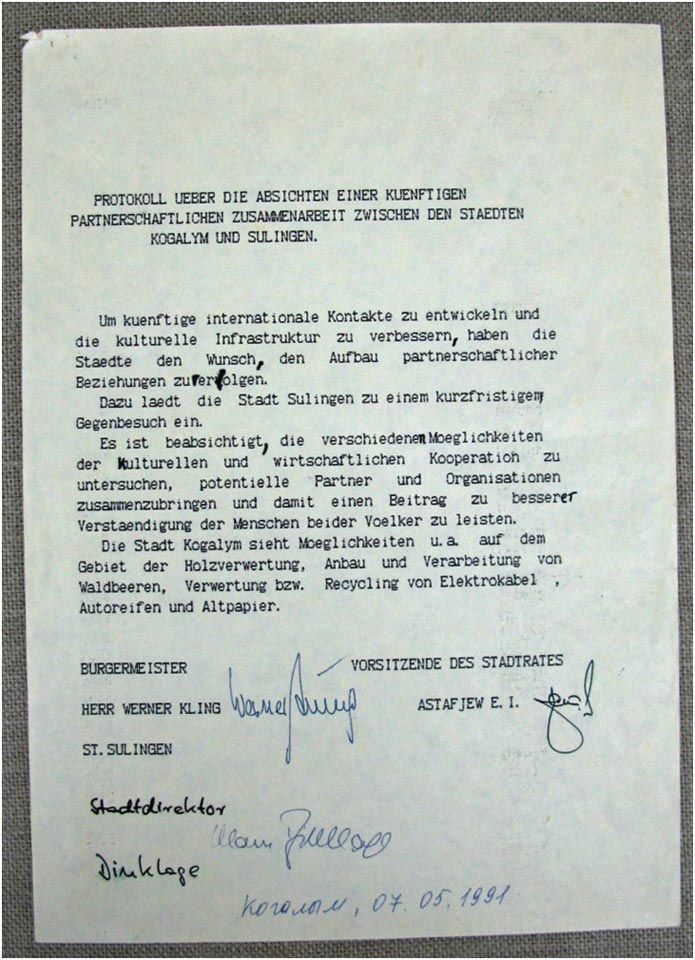 PROTOKOLL UEBER DIE ABSICHTEN EINER KUENFTIGEN
PARTNERSCHAFTLICHEN ZUSAMMENARBEIT ZWISCHEN DEN STAEDTEN
KOGALYM UND SULINGEN.
Um kuenftige internationale Kontakte zu entwickeln und
die kulturelle Infrastruktur zu verbessern, haben die
Staedte den Wunsch, den Aufbau partnerschaftlicher
Beziehungen zu verfolgen.
Dazu laedt die Stadt Sulingen zu einem kurzfristigem
Gegenbesuch ein.
Es ist beabsichtigt, die verschiedenen Moeglichkeiten
der Kulturellen und wirtschaftlichen Kooperation zu
untersuchen, potentielle Partner und Organisationen
zusammenzubringen und damit einen Beitrag zu besserer
Verstaendigung der Menschen beider Voelker zu leisten.
Die Stadt Kogalym sieht Moeglichkeiten u.a. auf dem
Gebiet der Holzverwertung, Anbau und Verarbeitung von
Waldbeeren, Verwertung bzw. Recycling von Elektrokabel ,
Autoreifen und Altpapier.
BURGERMEISTER VORSITZENDE DES STADTRATES
HERR WERNER KLING Werner Kling ASTAFJEW E. I.
ST. SULINGEN
Stadtdirektor
Dinklage
Когалым, 07.05.1991